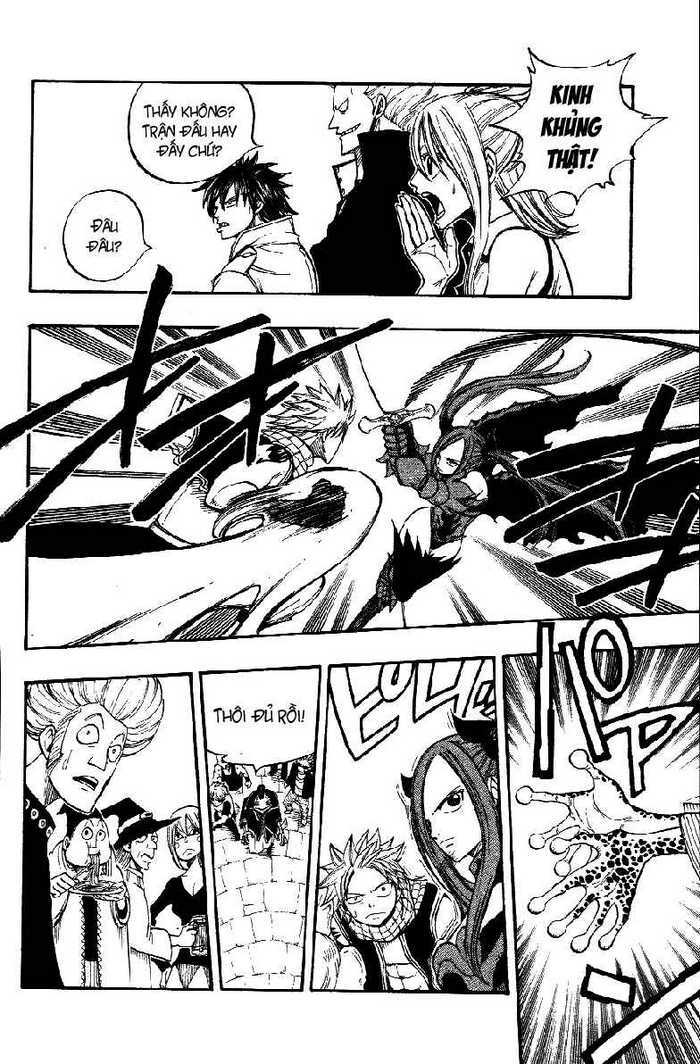 KINH
KHỦNG
THẬT!
THẤY KHÔNG?
TRẬN ĐẤU HAY
ĐẤY CHỨ?
ĐÂU
ĐÂU?
THÔI ĐỦ RỒI!